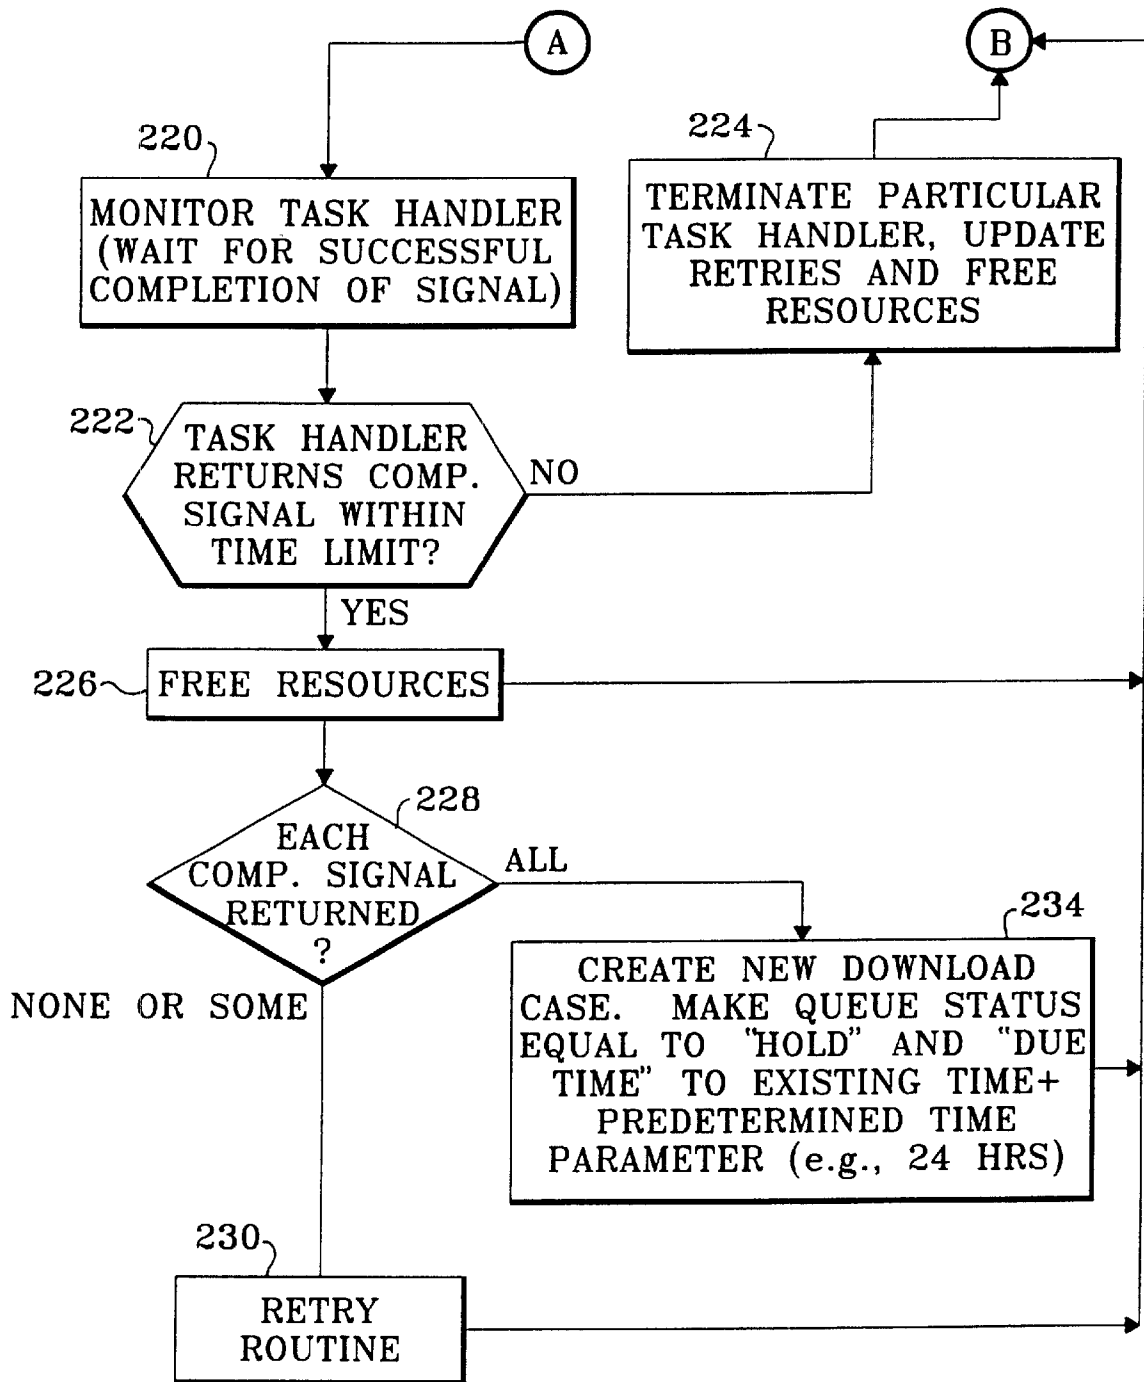 A
B
220
MONITOR TASK HANDLER
(WAIT FOR SUCCESSFUL
COMPLETION OF SIGNAL)
224
TERMINATE PARTICULAR
TASK HANDLER, UPDATE
RETRIES AND FREE
RESOURCES
222
TASK HANDLER
RETURNS COMP.
SIGNAL WITHIN
TIME LIMIT?
NO
YES
226
FREE RESOURCES
228
EACH
COMP. SIGNAL
RETURNED
?
ALL
NONE OR SOME
234
CREATE NEW DOWNLOAD
CASE. MAKE QUEUE STATUS
EQUAL TO "HOLD" AND "DUE
TIME" TO EXISTING TIME+
PREDETERMINED TIME
PARAMETER (e.g., 24 HRS)
230
RETRY
ROUTINE